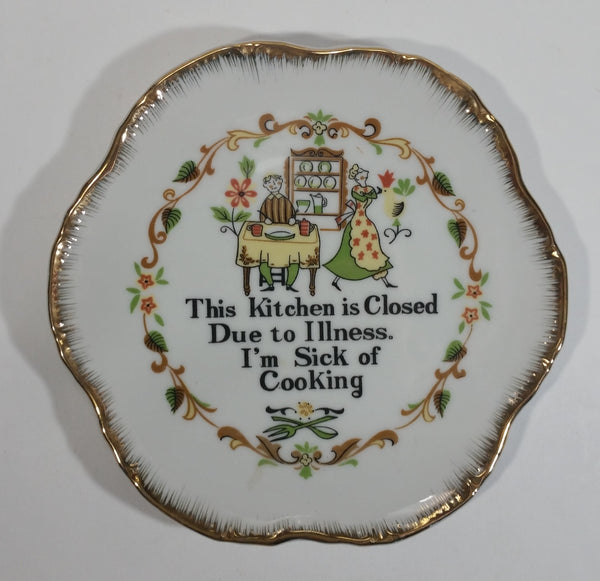 This Kitchen is Closed
Due to Illness.
I'm Sick of
Cooking